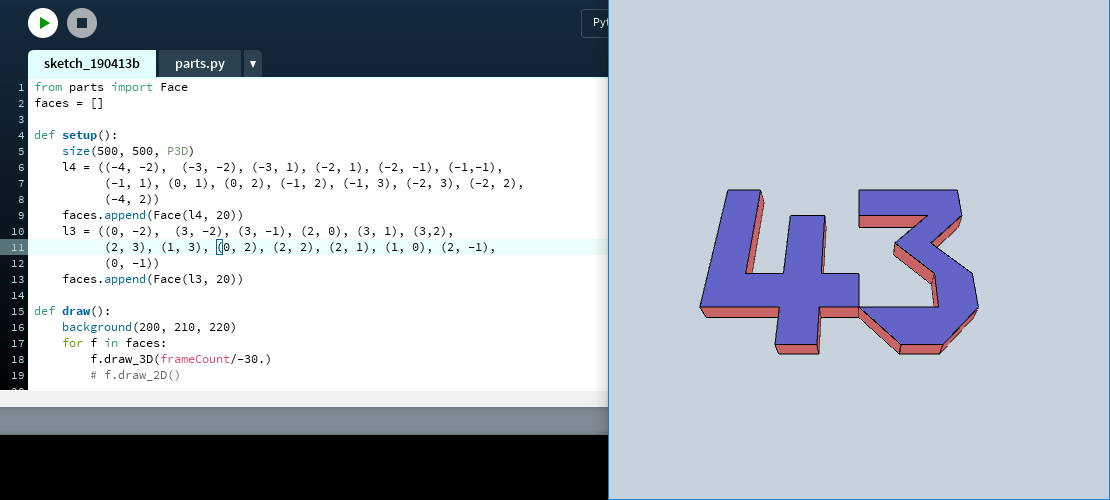 Pyt
sketch_190413b
parts.py
1 from parts import Face
2 faces = []
3
4 def setup():
5     size(500, 500, P3D)
6     l4 = ((-4, -2),  (-3, -2), (-3, 1), (-2, 1), (-2, -1), (-1,-1),
7           (-1, 1), (0, 1), (0, 2), (-1, 2), (-1, 3), (-2, 3), (-2, 2),
8           (-4, 2))
9     faces.append(Face(l4, 20))
10     l3 = ((0, -2),  (3, -2), (3, -1), (2, 0), (3, 1), (3,2),
11           (2, 3), (1, 3), (0, 2), (2, 2), (2, 1), (1, 0), (2, -1),
12           (0, -1))
13     faces.append(Face(l3, 20))
14
15 def draw():
16     background(200, 210, 220)
17     for f in faces:
18         f.draw_3D(frameCount/-30.)
19         # f.draw_2D()
43